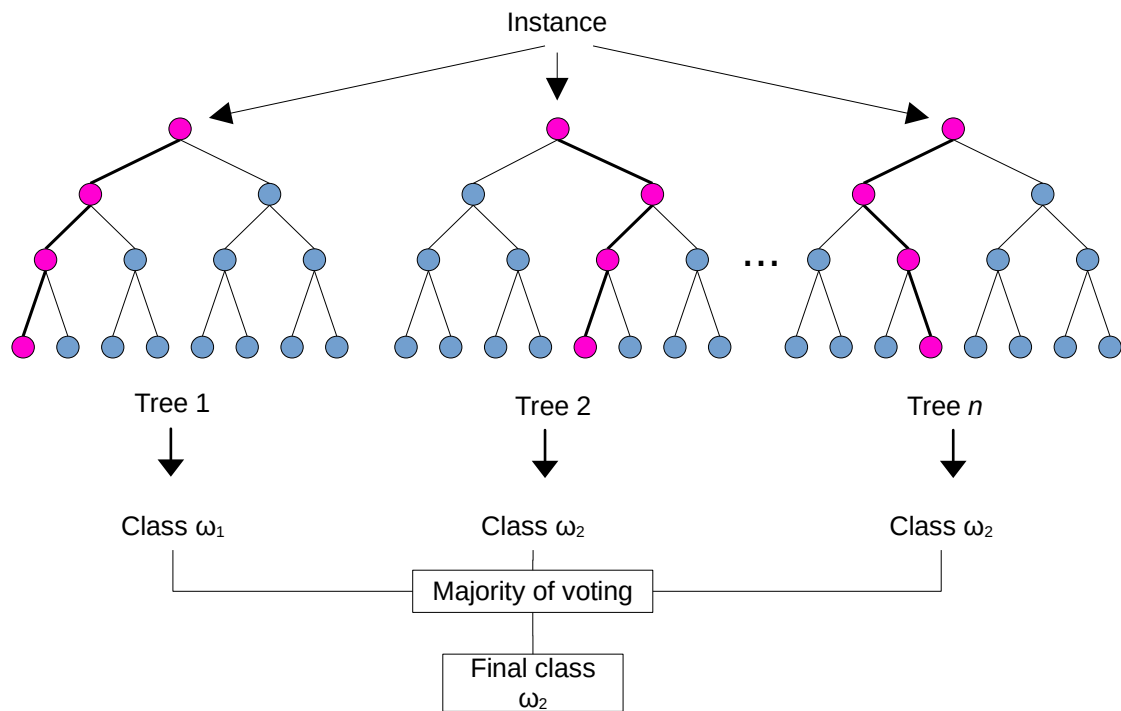 Instance
...
Tree 1
Tree 2
Tree n
Class ω₁
Class ω₂
Class ω₂
Majority of voting
Final class
ω₂